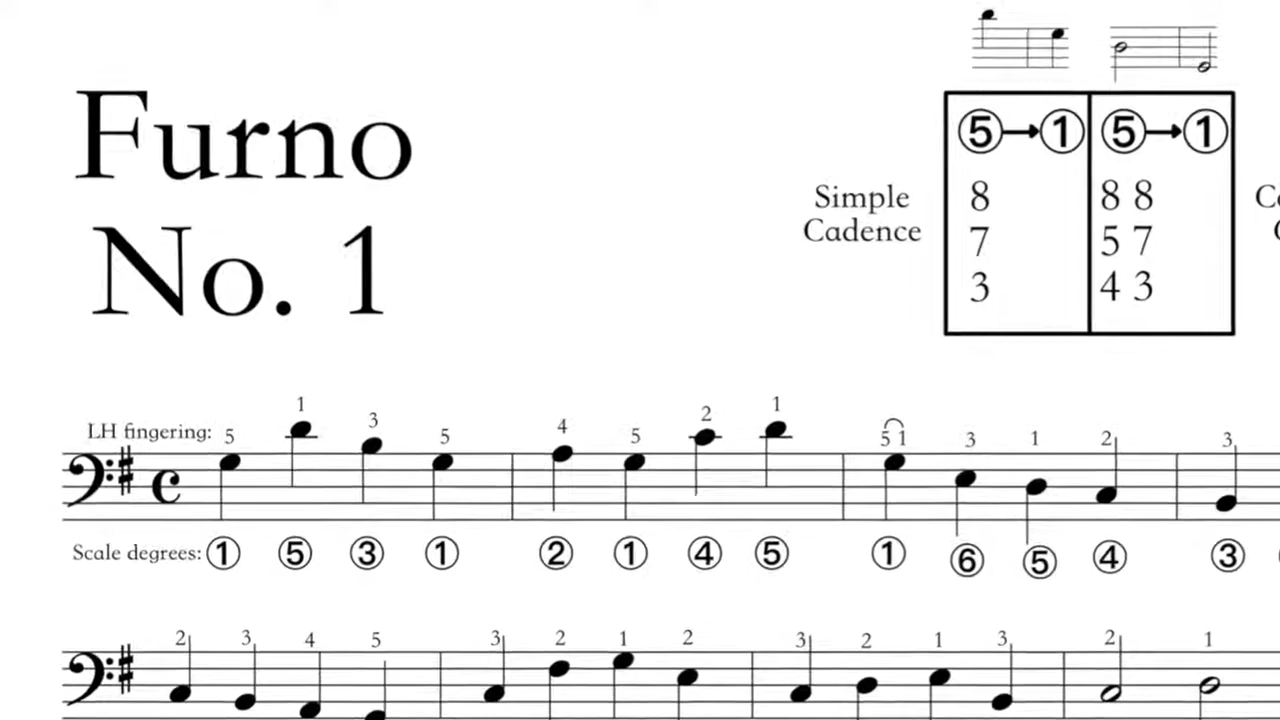 Furno
No. 1
⑤→① ⑤→①
Simple
Cadence
8 8 8
7 5 7
3 4 3
LH fingering: 5 1 3 5 4 5 2 1 5 1 3 1 2 3
Scale degrees: ① ⑤ ③ ① ② ① ④ ⑤ ① ⑥ ⑤ ④ ③
2 3 4 5 3 2 1 2 3 2 1 3 2 1